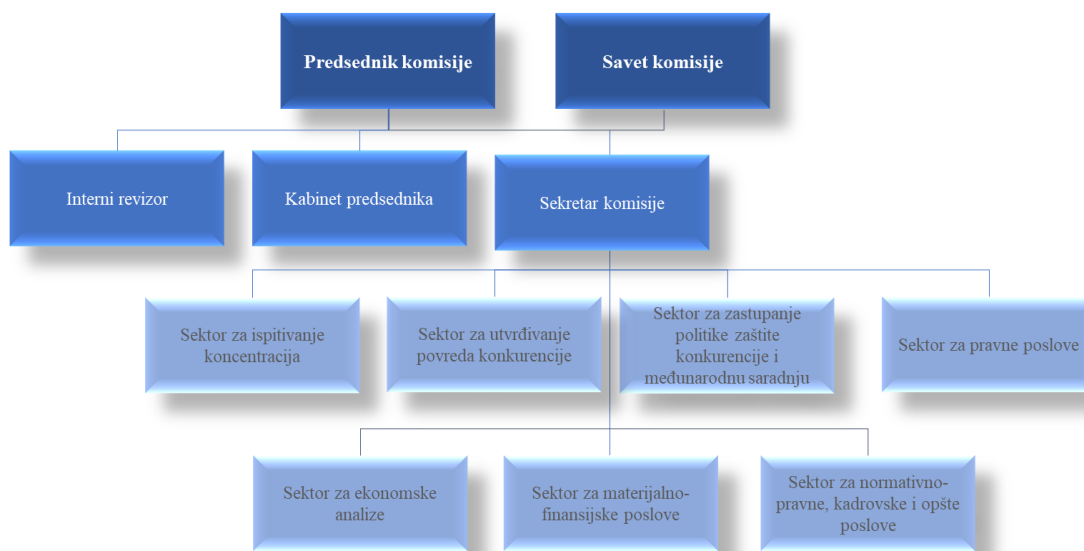 Predsednik komisije
Savet komisije
Interni revizor
Kabinet predsednika
Sekretar komisije
Sektor za ispitivanje
koncentracija
Sektor za utvrđivanje
povreda konkurencije
Sektor za zastupanje
politike zaštite
konkurencije i
međunarodnu saradnju
Sektor za pravne poslove
Sektor za ekonomske
analize
Sektor za materijalno-
finansijske poslove
Sektor za normativno-
pravne, kadrovske i opšte
poslove